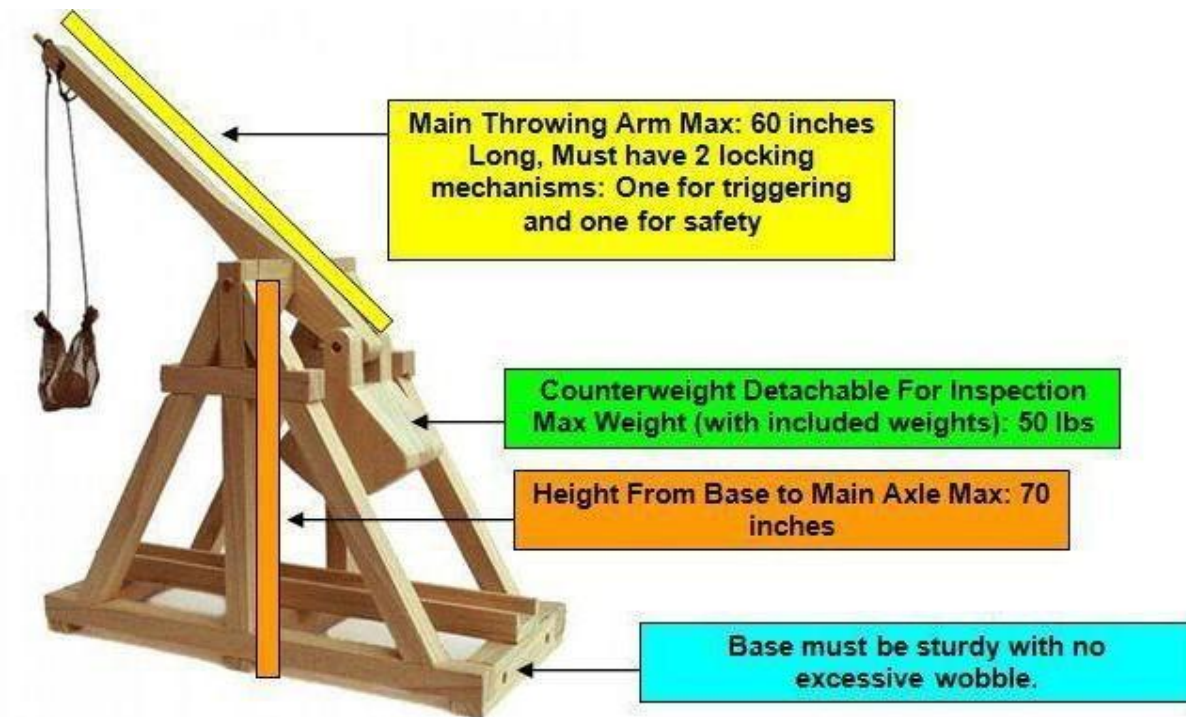 Main Throwing Arm Max: 60 inches
Long, Must have 2 locking
mechanisms: One for triggering
and one for safety
Counterweight Detachable For Inspection
Max Weight (with included weights): 50 lbs
Height From Base to Main Axle Max: 70
inches
Base must be sturdy with no
excessive wobble.